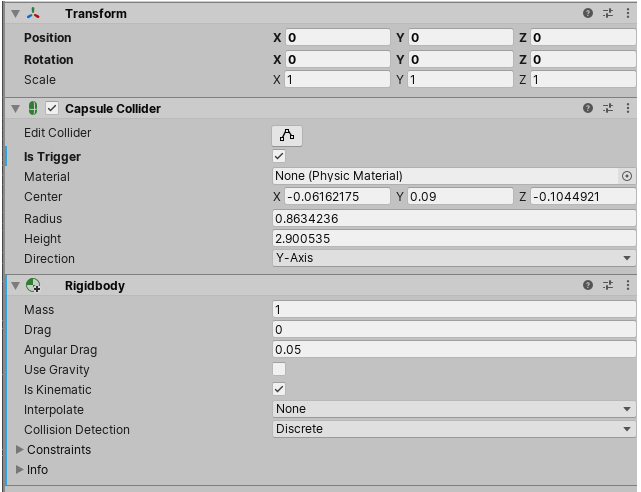 Transform
Position X 0 Y 0 Z 0
Rotation X 0 Y 0 Z 0
Scale X 1 Y 1 Z 1
Capsule Collider
Edit Collider
Is Trigger
Material None (Physic Material)
Center X -0.06162175 Y 0.09 Z -0.1044921
Radius 0.8634236
Height 2.900535
Direction Y-Axis
Rigidbody
Mass 1
Drag 0
Angular Drag 0.05
Use Gravity
Is Kinematic
Interpolate None
Collision Detection Discrete
Constraints
Info